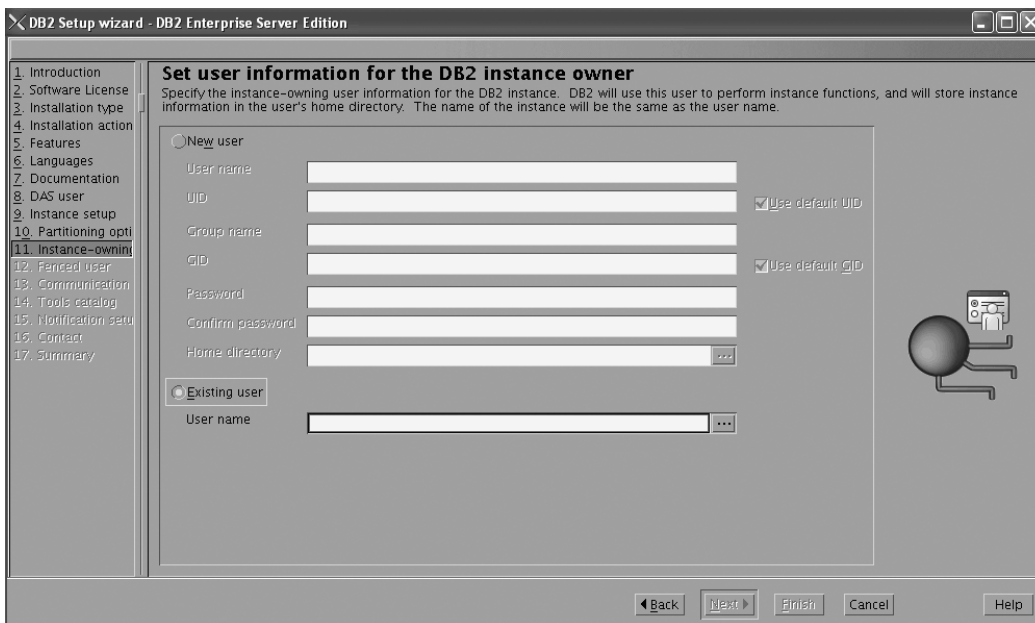 DB2 Setup wizard - DB2 Enterprise Server Edition
1. Introduction
2. Software License
3. Installation type
4. Installation action
5. Features
6. Languages
7. Documentation
8. DAS user
9. Instance setup
10. Partitioning opti
11. Instance-owning
12. Fenced user
13. Communication
14. Tools catalog
15. Notification setu
16. Contact
17. Summary
Set user information for the DB2 instance owner
Specify the instance-owning user information for the DB2 instance. DB2 will use this user to perform instance functions, and will store instance
information in the user's home directory. The name of the instance will be the same as the user name.
New user
User name
UID
Use default UID
Group name
GID
Use default GID
Password
Confirm password
Home directory
...
Existing user
User name
...
Back
Next
Finish
Cancel
Help